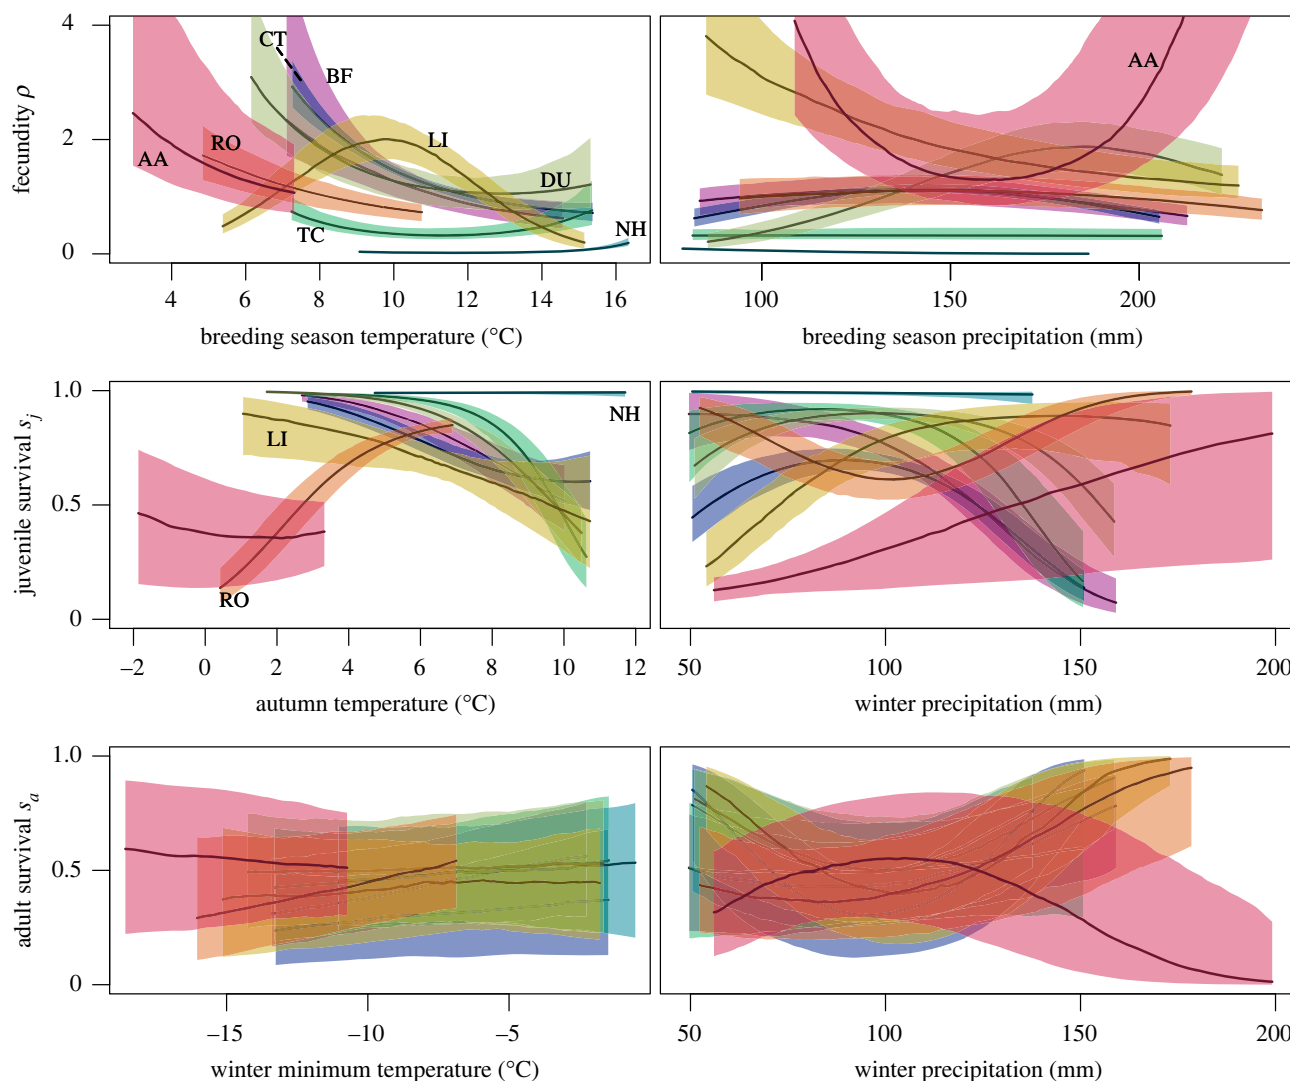 4
2
0
fecundity ρ
CT
BF
LI
RO
AA
DU
TC
NH
AA
4 6 8 10 12 14 16
100 150 200
breeding season temperature (°C)
breeding season precipitation (mm)
1.0
0.5
0
juvenile survival sj
LI
NH
RO
–2 0 2 4 6 8 10 12
50 100 150 200
autumn temperature (°C)
winter precipitation (mm)
1.0
0.5
0
adult survival sa
–15 –10 –5
50 100 150 200
winter minimum temperature (°C)
winter precipitation (mm)